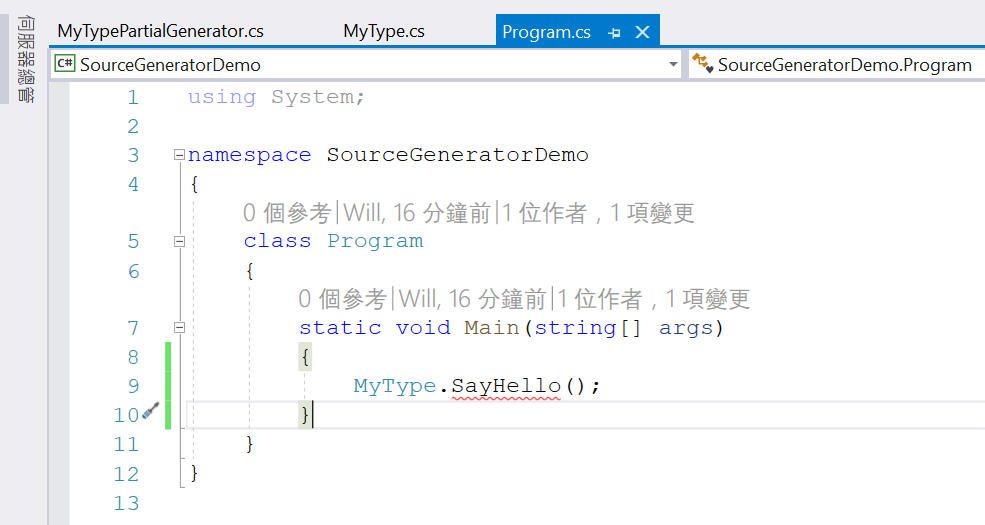 伺服器總管
MyTypePartialGenerator.cs MyType.cs Program.cs
C# SourceGeneratorDemo SourceGeneratorDemo.Program
1 using System;
2
3 namespace SourceGeneratorDemo
4 {
0 個參考|Will, 16 分鐘前|1 位作者，1 項變更
5 class Program
6 {
0 個參考|Will, 16 分鐘前|1 位作者，1 項變更
7 static void Main(string[] args)
8 {
9 MyType.SayHello();
10 }
11 }
12 }
13